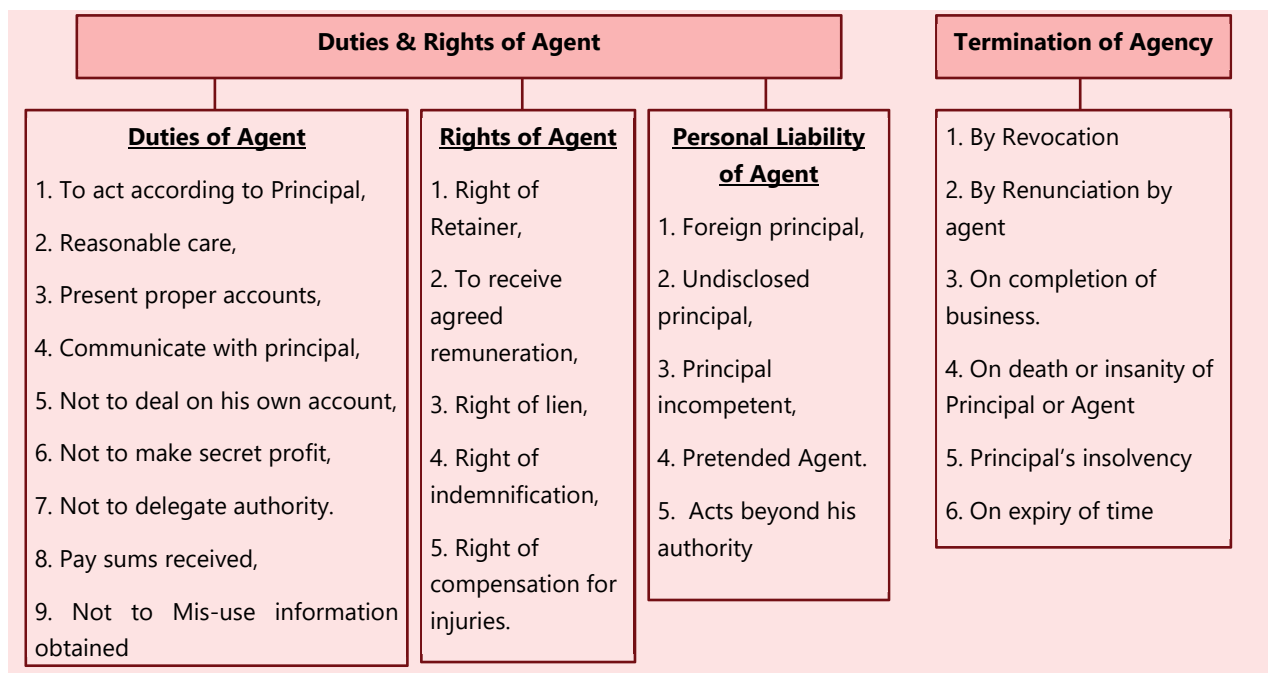 Duties & Rights of Agent
Duties of Agent
1. To act according to Principal,
2. Reasonable care,
3. Present proper accounts,
4. Communicate with principal,
5. Not to deal on his own account,
6. Not to make secret profit,
7. Not to delegate authority.
8. Pay sums received,
9. Not to Mis-use information
obtained
Rights of Agent
1. Right of
Retainer,
2. To receive
agreed
remuneration,
3. Right of lien,
4. Right of
indemnification,
5. Right of
compensation for
injuries.
Personal Liability
of Agent
1. Foreign principal,
2. Undisclosed
principal,
3. Principal
incompetent,
4. Pretended Agent.
5. Acts beyond his
authority
Termination of Agency
1. By Revocation
2. By Renunciation by
agent
3. On completion of
business.
4. On death or insanity of
Principal or Agent
5. Principal’s insolvency
6. On expiry of time